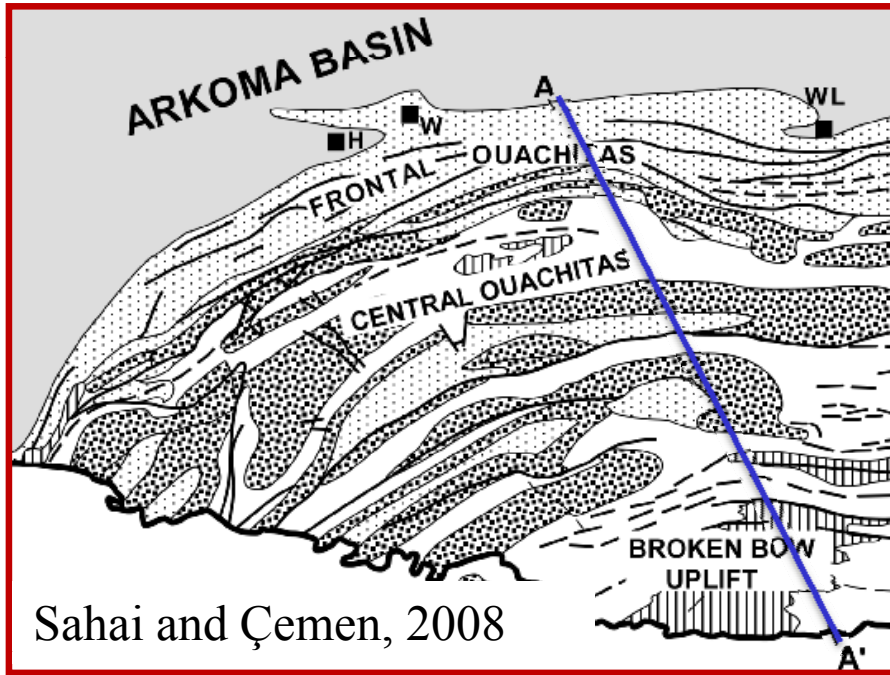 ARKOMA BASIN
A
WL
W
H
FRONTAL OUACHITAS
CENTRAL OUACHITAS
BROKEN BOW
UPLIFT
Sahai and Çemen, 2008
A'